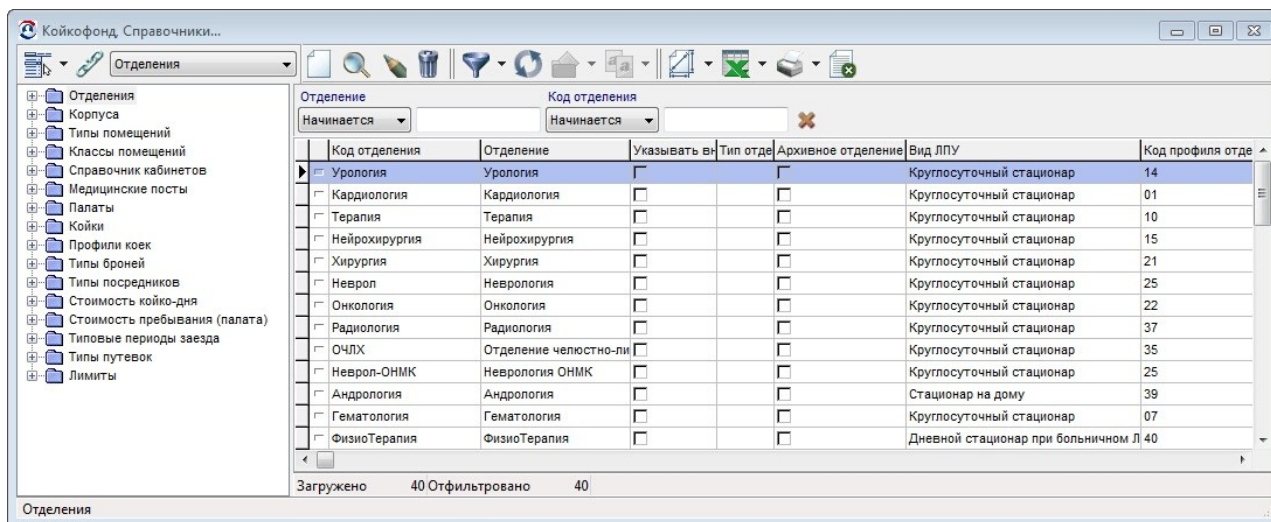 Койкофонд, Справочники...
Отделения
Отделения
Корпуса
Типы помещений
Классы помещений
Справочник кабинетов
Медицинские посты
Палаты
Койки
Профили коек
Типы броней
Типы посредников
Стоимость койко-дня
Стоимость пребывания (палата)
Типовые периоды заезда
Типы путевок
Лимиты
Отделение Код отделения
Начинается Начинается
Код отделения Отделение Указывать вн Тип отде Архивное отделение Вид ЛПУ Код профиля отде
Урология Урология Круглосуточный стационар 14
Кардиология Кардиология Круглосуточный стационар 01
Терапия Терапия Круглосуточный стационар 10
Нейрохирургия Нейрохирургия Круглосуточный стационар 15
Хирургия Хирургия Круглосуточный стационар 21
Неврол Неврология Круглосуточный стационар 25
Онкология Онкология Круглосуточный стационар 22
Радиология Радиология Круглосуточный стационар 37
ОЧЛХ Отделение челюстно-ли Круглосуточный стационар 35
Неврол-ОНМК Неврология ОНМК Круглосуточный стационар 25
Андрология Андрология Стационар на дому 39
Гематология Гематология Круглосуточный стационар 07
ФизиоТерапия ФизиоТерапия Дневной стационар при больничном Л 40
Загружено 40 Отфильтровано 40
Отделения